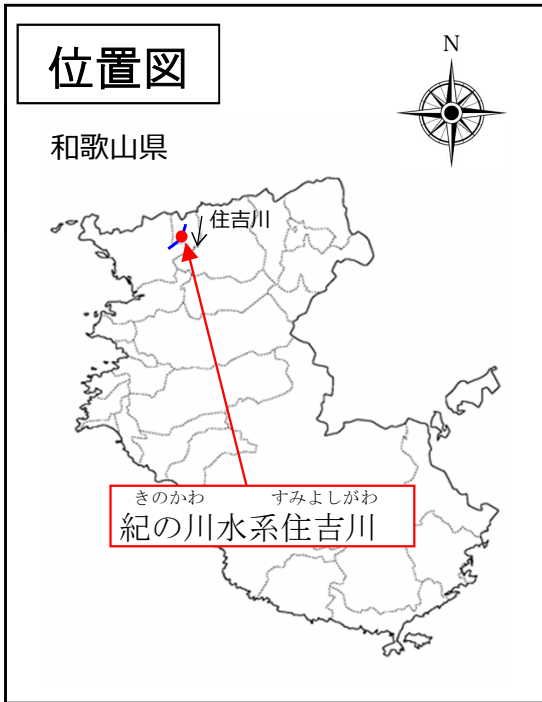 位置図
N
和歌山県
住吉川
きのかわ すみよしがわ
紀の川水系住吉川